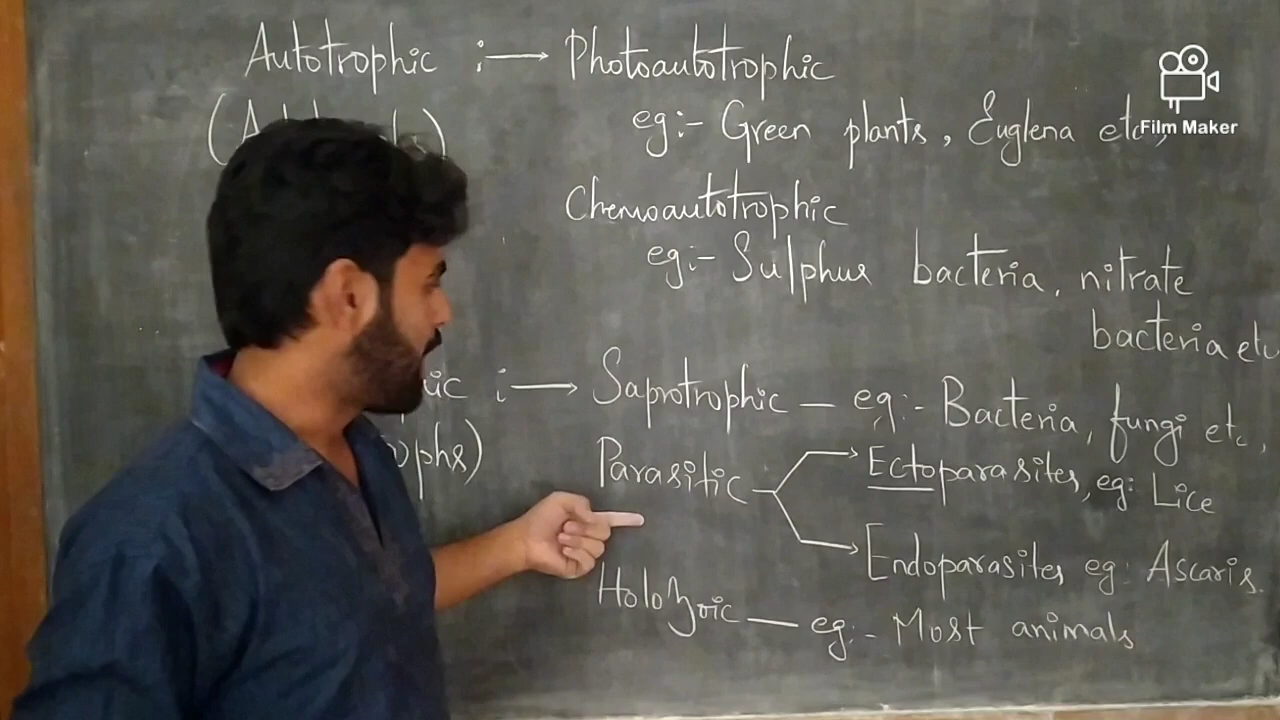 Autotrophic :→ Photoautotrophic
eg:- Green plants, Euglena etc,
Film Maker
Chemoautotrophic
eg:- Sulphur bacteria, nitrate
bacteria etc
:→ Saprotrophic — eg:- Bacteria, fungi etc,
Parasitic
Ectoparasites, eg: Lice
Endoparasites eg: Ascaris.
Holozoic — eg:- Most animals